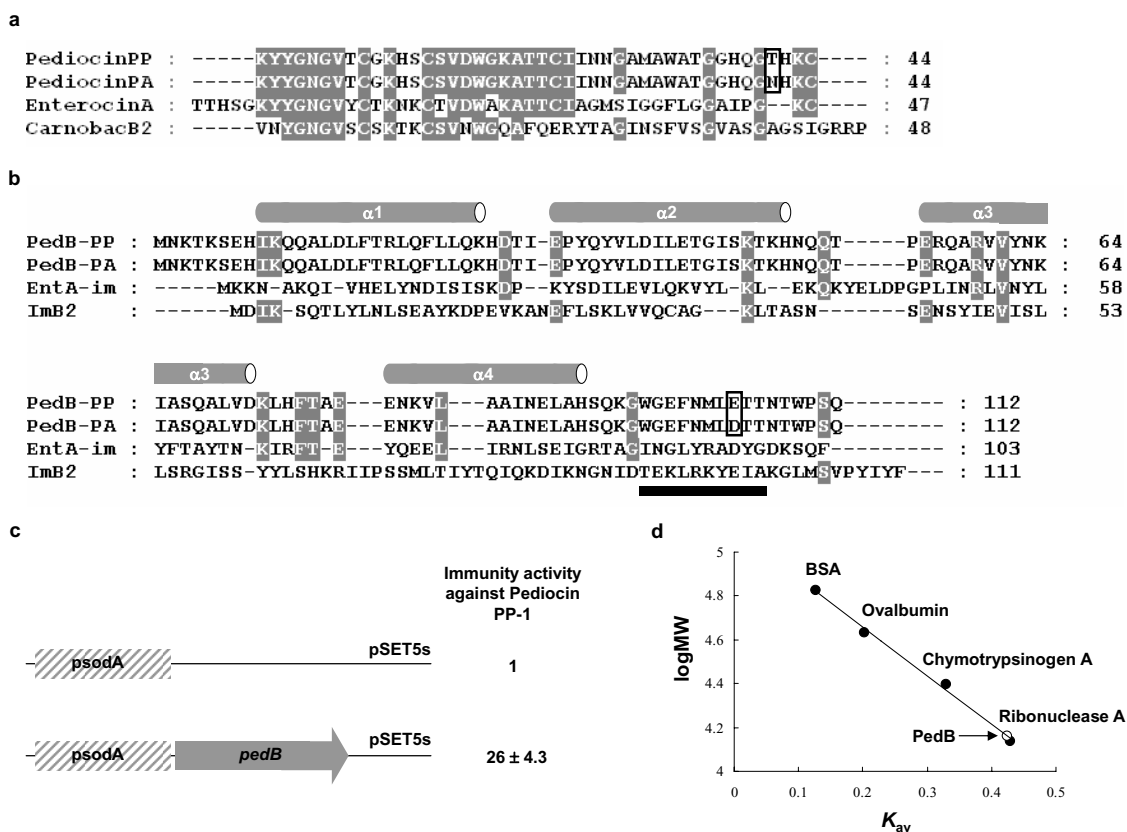 a
PediocinPP : -----KYYGNGVTCGKHSCSVDWGKATTCIINNGAMAWATGGHQGTHKC---- : 44
PediocinPA : -----KYYGNGVTCGKHSCSVDWGKATTCIINNGAMAWATGGHQGNHKC---- : 44
EnterocinA : TTHSGKYYGNGVYCTKNKCTVDWAKATTCIAGMSIGGFLGGAIPG--KC---- : 47
CarnobacB2 : -----VNYGNGVSCSKTKCSVNWGQAFQERYTAGINSFVSGVASGAGSIGRRP : 48
b
α1 α2 α3
PedB-PP : MNKTKSEHIKQQALDLFTRLQFLLQKHDTI-EPYQYVLDILETGISKTKHNQQT-----PERQARVVYNK : 64
PedB-PA : MNKTKSEHIKQQALDLFTRLQFLLQKHDTI-EPYQYVLDILETGISKTKHNQQT-----PERQARVVYNK : 64
EntA-im : -----MKKN-AKQI-VHELYNDISISKDP--KYSDILEVLQKVYL-KL--EKQKYELDPGPLINRLVNYL : 58
ImB2 : ------MDIK-SQTLYLNLSEAYKDPEVKANEFLSKLVVQCAG---KLTASN------SENSYIEVISL : 53
α3 α4
PedB-PP : IASQALVDKLHFTAE---ENKVL---AAINELAHSQKGWGEFNMLETTNTWPSQ-------- : 112
PedB-PA : IASQALVDKLHFTAE---ENKVL---AAINELAHSQKGWGEFNMLDTTNTWPSQ-------- : 112
EntA-im : YFTAYTN-KIRFT-E---YQEEL---IRNLSEIGRTAGINGLYRADYGDKSQF--------- : 103
ImB2 : LSRGISS-YYLSHKRIIPSSMLTIYTQIQKDIKNGNIDTEKLRKYEIAKGLMSVPYIYF--- : 111
c
Immunity activity
against Pediocin
PP-1
psodA pSET5s 1
psodA pedB pSET5s 26 ± 4.3
d
logMW
5
4.8
4.6
4.4
4.2
4
BSA
Ovalbumin
Chymotrypsinogen A
Ribonuclease A
PedB
0 0.1 0.2 0.3 0.4 0.5
Kav